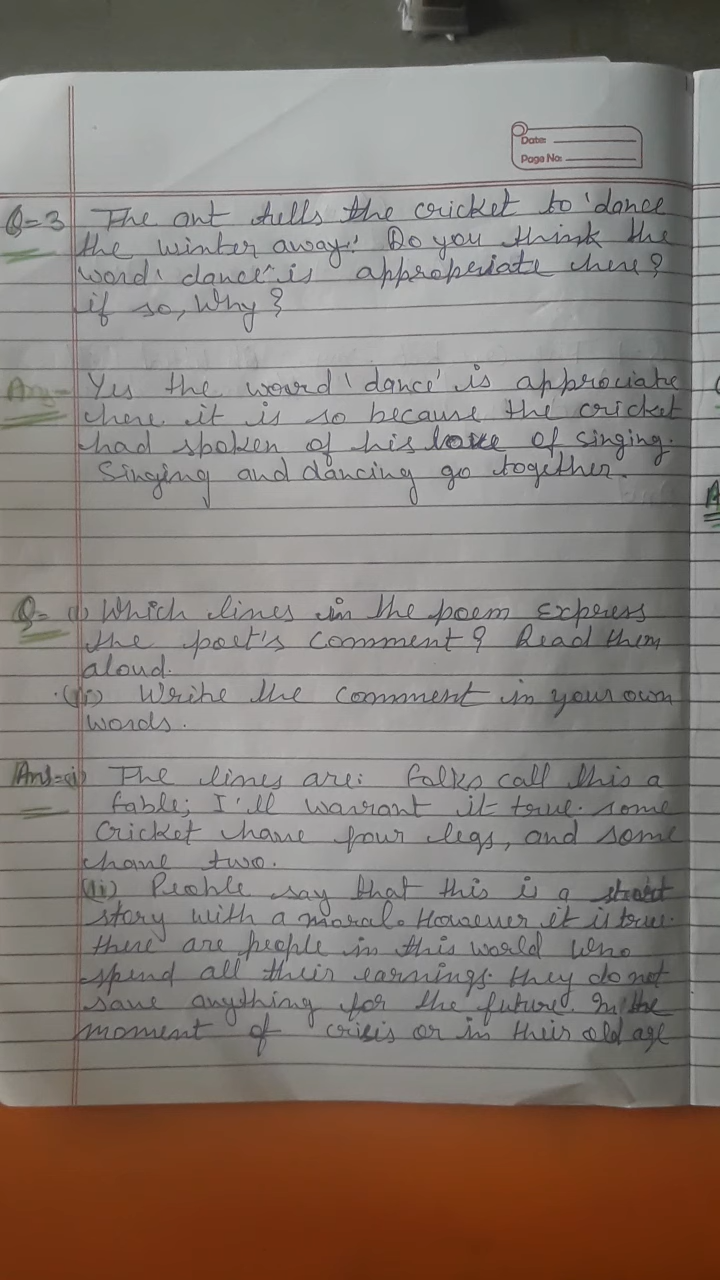 Date:
Page No:
Q=3 The ant tells the cricket to 'dance
the winter away.' Do you think the
word 'dance' is approperiate here?
if so, Why?
Ans= Yes the word 'dance' is approciate
here it is so because the cricket
had spoken of his love of singing.
Singing and dancing go together.
Q= (i) Which lines in the poem express
the poet's comment? Read them
aloud.
(ii) Write the comment in your own
words.
Ans=(i) The lines are: folks call this a
fable; I'll warrant it true. some
Cricket have four legs, and some
have two.
(ii) People say that this is a short
story with a moral. However it is true.
there are people in this world who
spend all their earnings. they do not
save anything for the future. In the
moment of crisis or in their old age